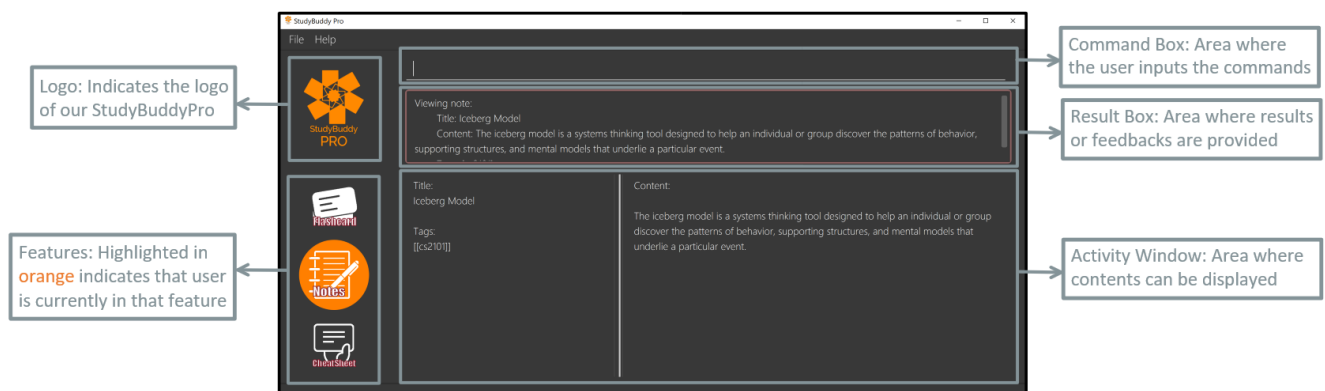 StudyBuddy Pro
File Help
Logo: Indicates the logo
of our StudyBuddyPro
StudyBuddy
PRO
Features: Highlighted in
orange indicates that user
is currently in that feature
Flashcard
Notes
CheatSheet
Viewing note:
Title: Iceberg Model
Content: The iceberg model is a systems thinking tool designed to help an individual or group discover the patterns of behavior,
supporting structures, and mental models that underlie a particular event.
Title:
Iceberg Model
Tags:
[[cs2101]]
Content:
The iceberg model is a systems thinking tool designed to help an individual or group
discover the patterns of behavior, supporting structures, and mental models that
underlie a particular event.
Command Box: Area where
the user inputs the commands
Result Box: Area where results
or feedbacks are provided
Activity Window: Area where
contents can be displayed